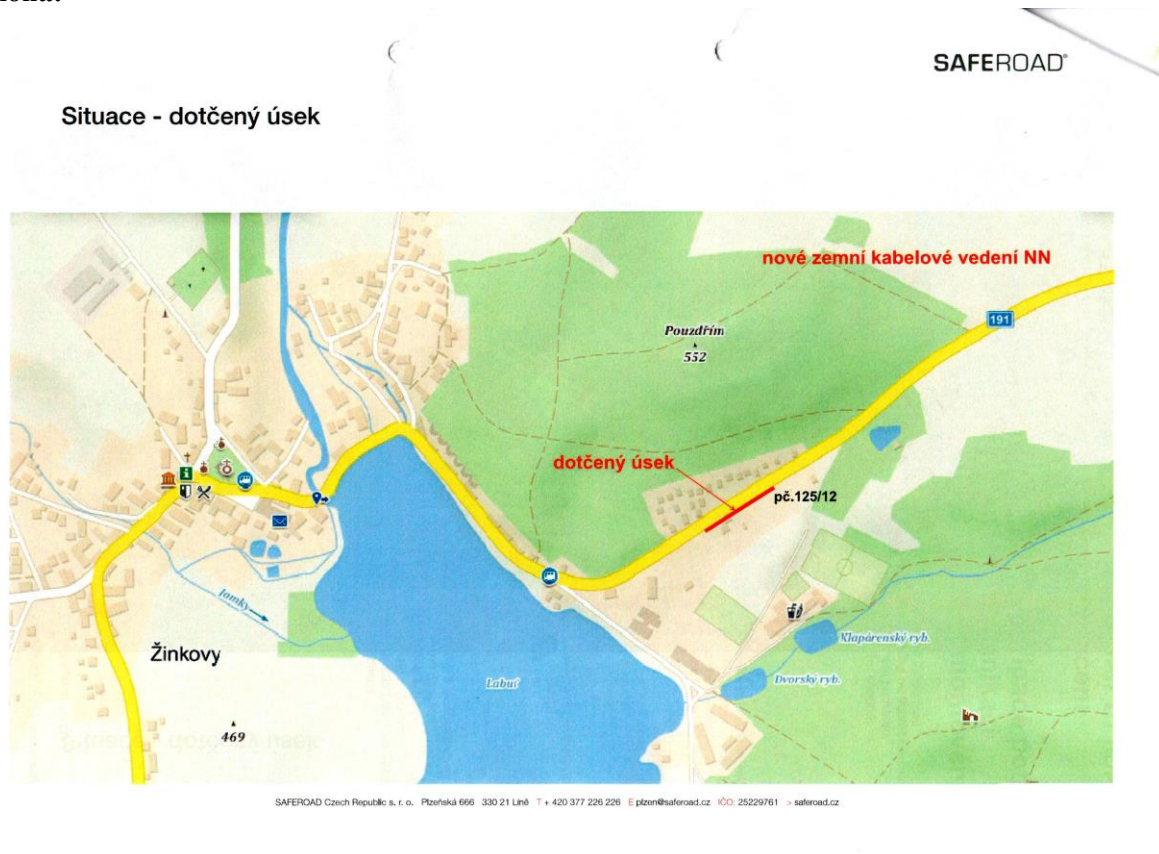 SAFEROAD®
Situace - dotčený úsek
nové zemní kabelové vedení NN
191
Pouzdřim
552
dotčený úsek
pč.125/12
Jamky
Žinkovy
Klapárenský ryb.
Labuť
Dvorský ryb.
469
SAFEROAD Czech Republic s. r. o. Plzeňská 666 330 21 Líně T + 420 377 226 226 E plzen@saferoad.cz IČO: 25229761 > saferoad.cz